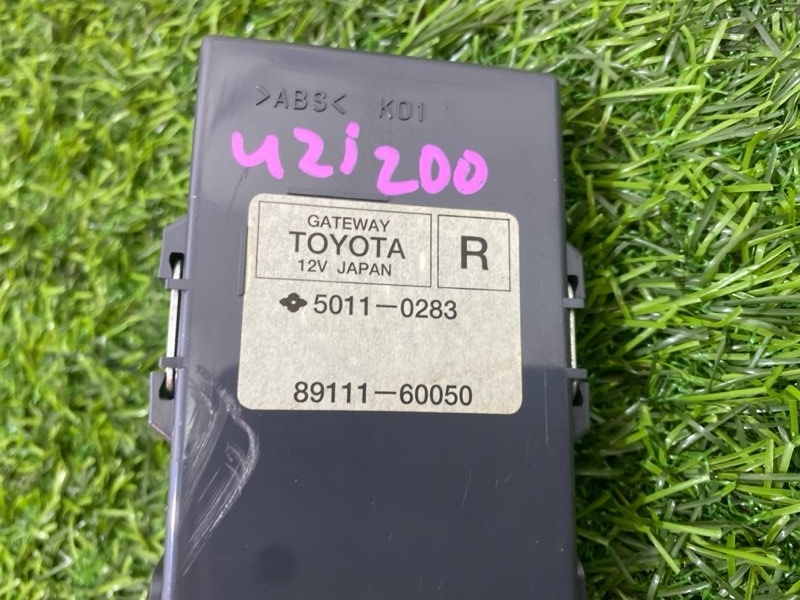 >ABS< K01
uzj200
GATEWAY
TOYOTA
12V JAPAN
R
5011-0283
89111-60050